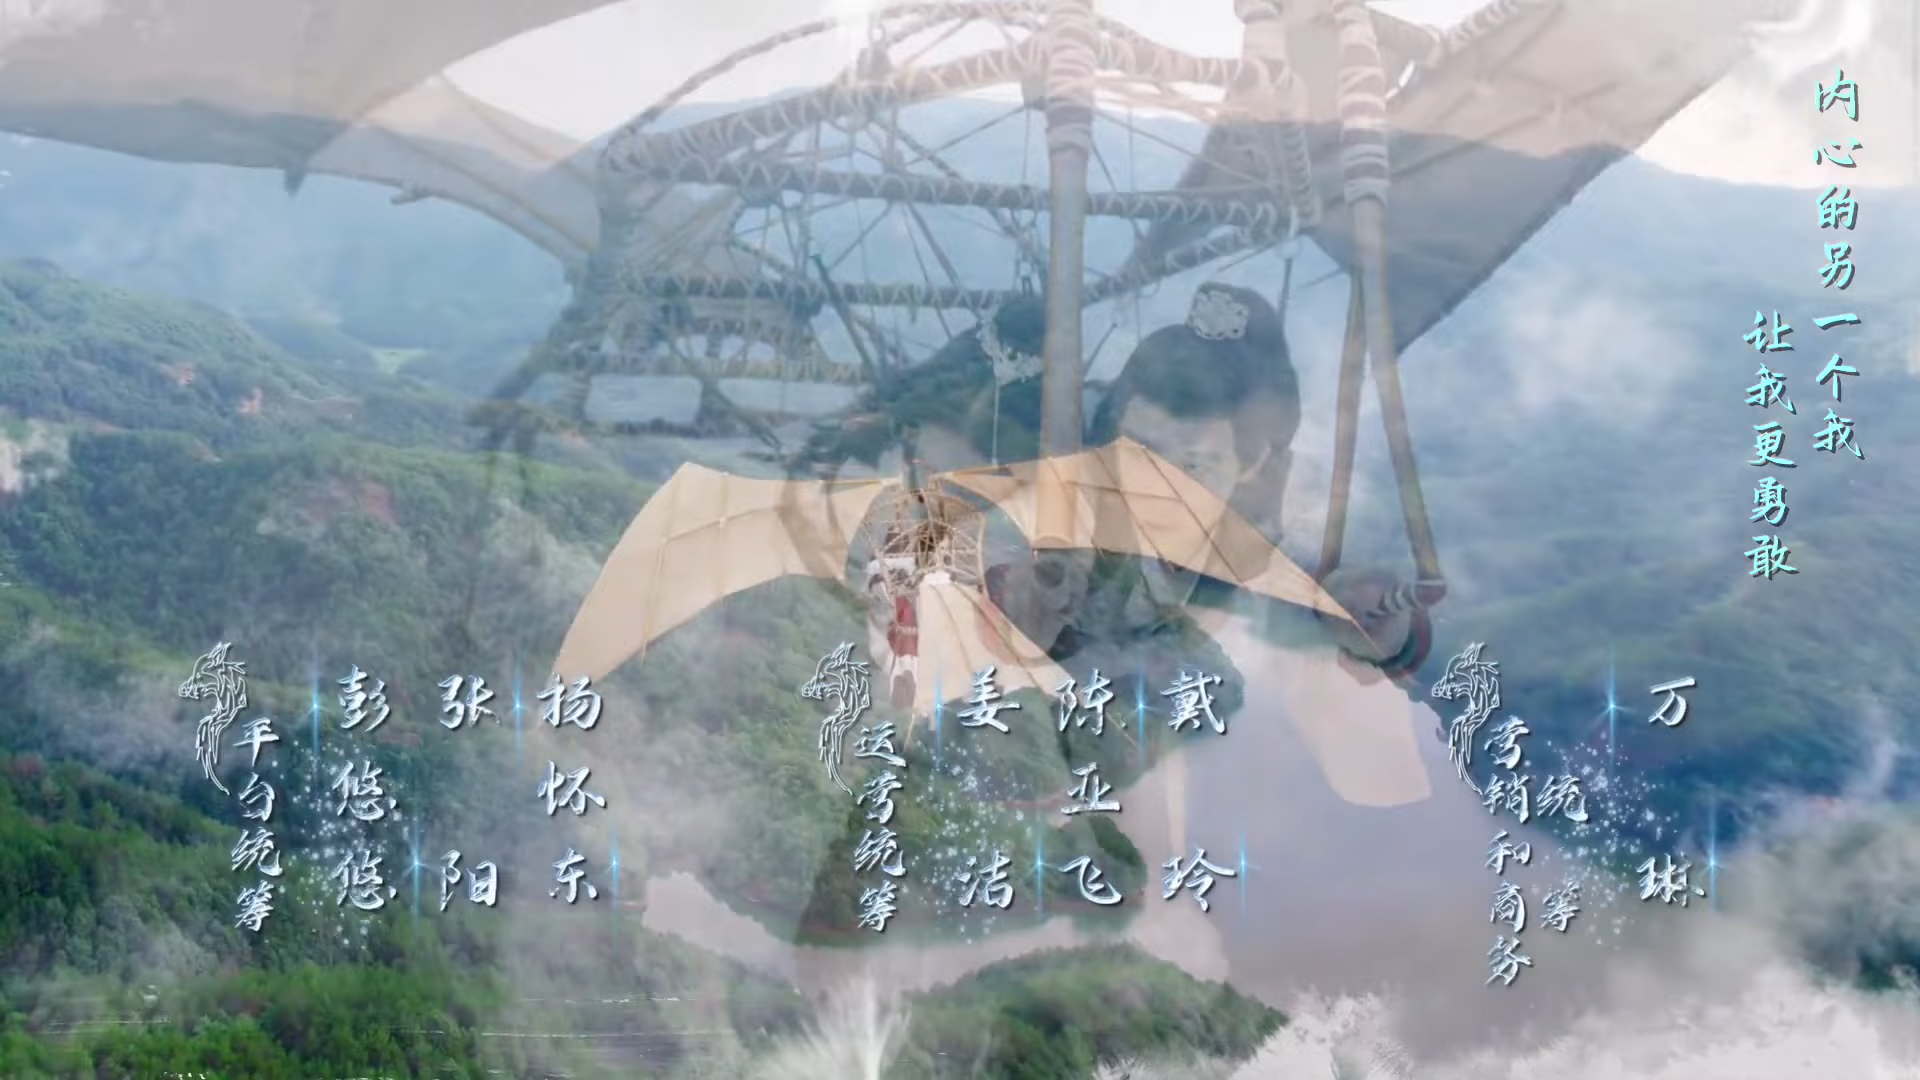 内心的另一个我
让我更勇敢
平台统筹
彭悠悠
张阳
杨怀东
运营统筹
姜洁
陈亚飞
戴玲
营销和商务
统筹
万琳